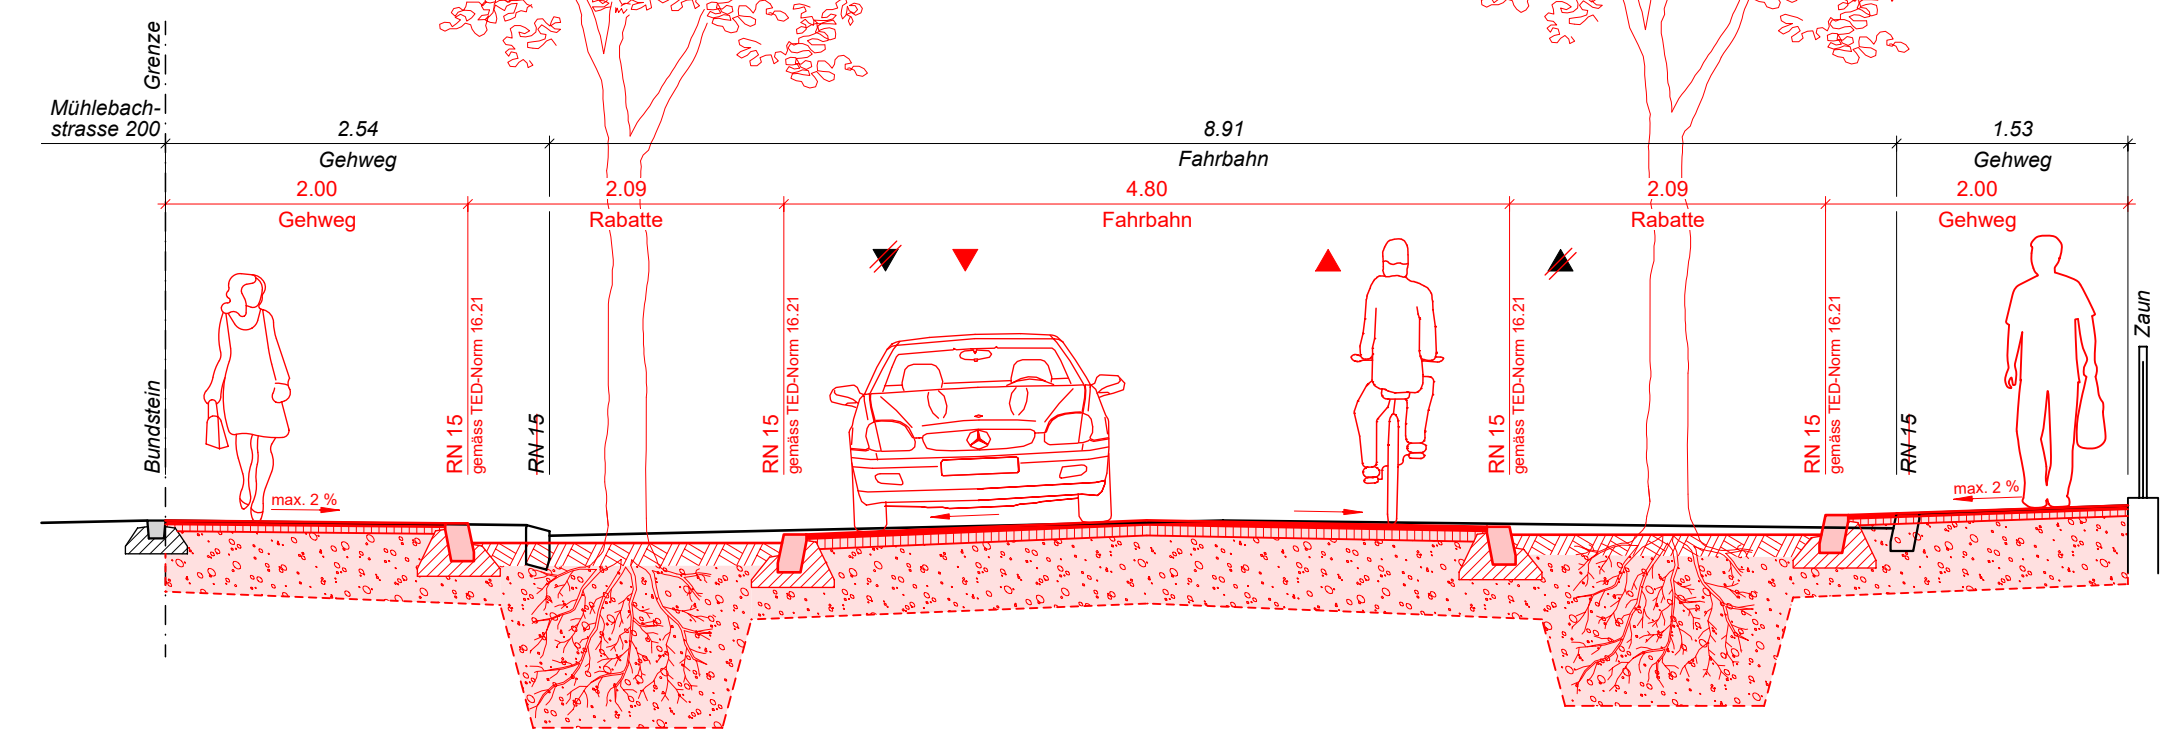 Grenze
Mühlebach-
strasse 200
2.54
8.91
1.53
Gehweg
Fahrbahn
Gehweg
2.00
2.09
4.80
2.09
2.00
Gehweg
Rabatte
Fahrbahn
Rabatte
Gehweg
Bundstein
RN 15
gemäss TED-Norm 16.21
RN 15
RN 15
gemäss TED-Norm 16.21
RN 15
gemäss TED-Norm 16.21
RN 15
gemäss TED-Norm 16.21
RN 15
Zaun
max. 2 %
max. 2 %